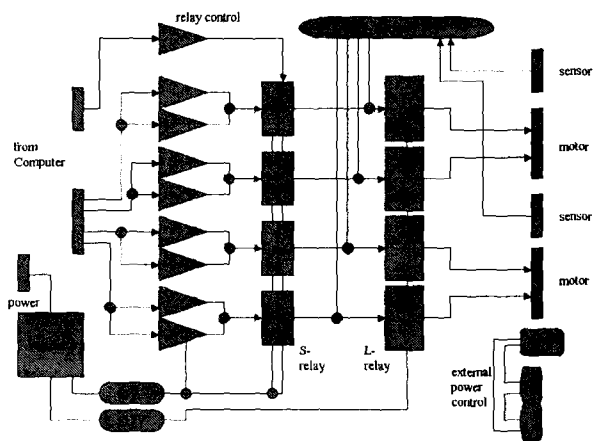 relay control
sensor
from
Computer
motor
sensor
power
motor
S-
relay
L-
relay
external
power
control